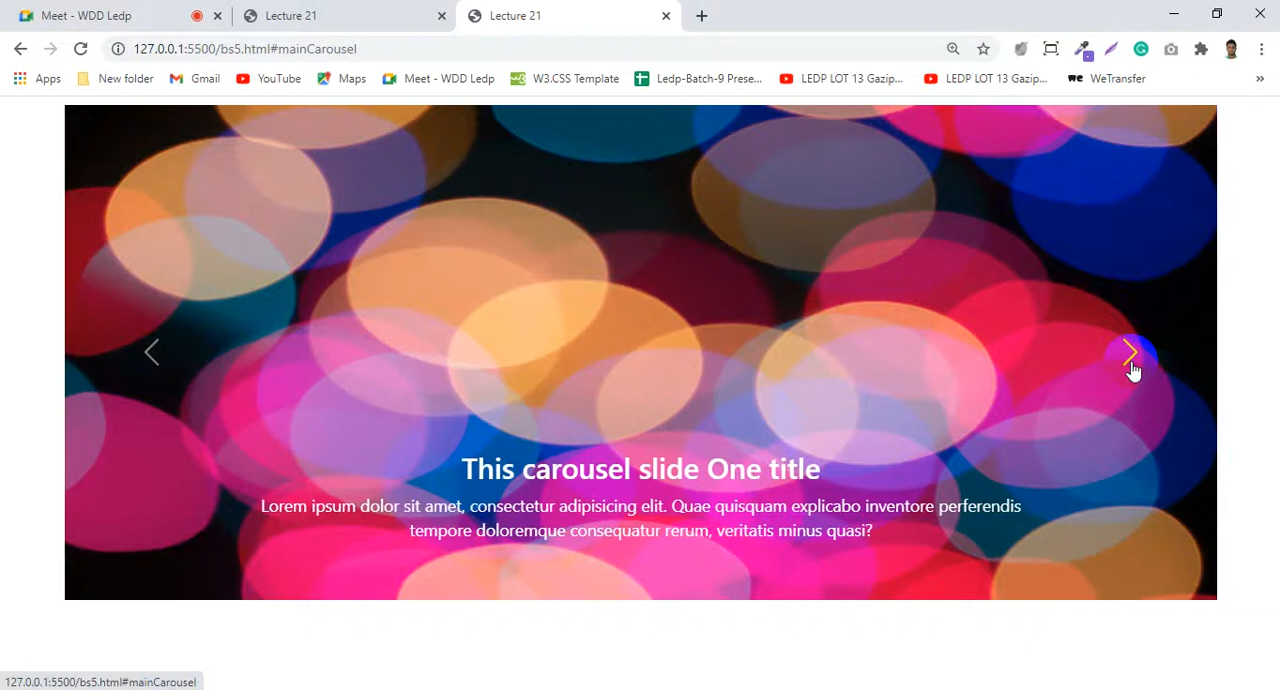 Meet - WDD Ledp
Lecture 21
Lecture 21
127.0.0.1:5500/bs5.html#mainCarousel
Apps
New folder
Gmail
YouTube
Maps
Meet - WDD Ledp
W3.CSS Template
Ledp-Batch-9 Prese...
LEDP LOT 13 Gazip...
LEDP LOT 13 Gazip...
WeTransfer
This carousel slide One title
Lorem ipsum dolor sit amet, consectetur adipisicing elit. Quae quisquam explicabo inventore perferendis
tempore doloremque consequatur rerum, veritatis minus quasi?
127.0.0.1:5500/bs5.html#mainCarousel